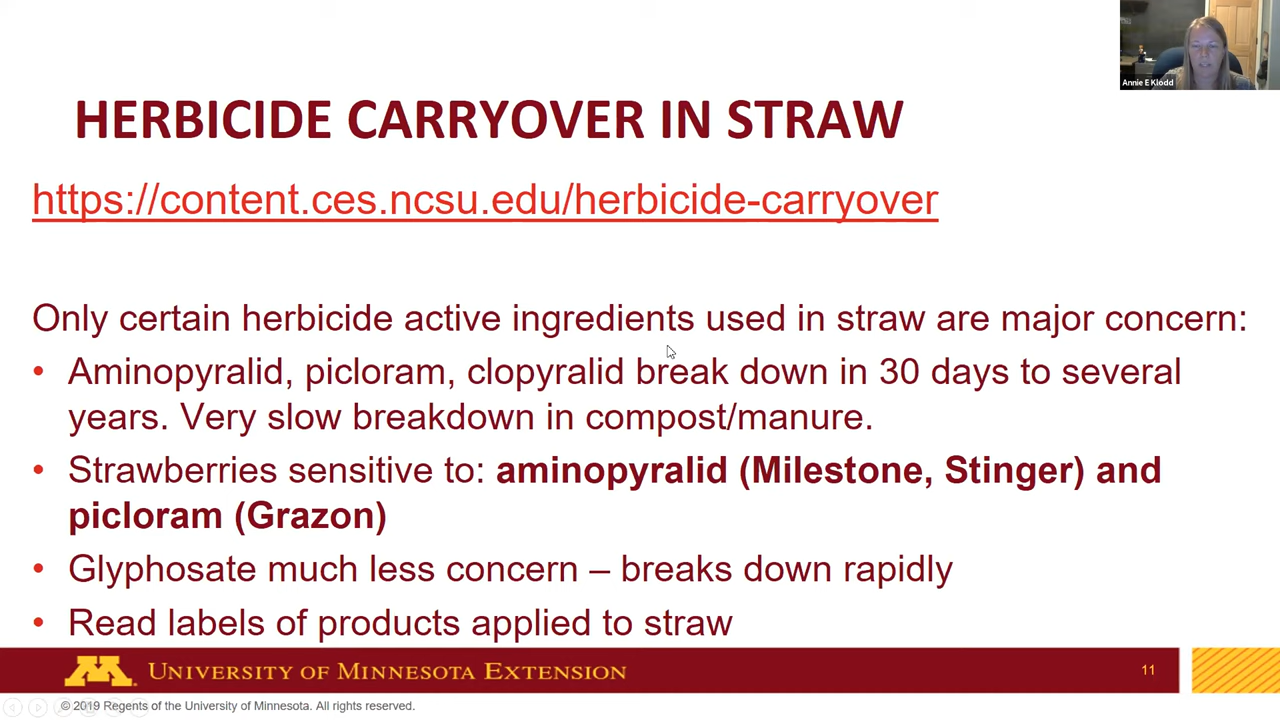 Annie E Klodd
HERBICIDE CARRYOVER IN STRAW
https://content.ces.ncsu.edu/herbicide-carryover
Only certain herbicide active ingredients used in straw are major concern:
• Aminopyralid, picloram, clopyralid break down in 30 days to several
years. Very slow breakdown in compost/manure.
• Strawberries sensitive to: aminopyralid (Milestone, Stinger) and
picloram (Grazon)
• Glyphosate much less concern – breaks down rapidly
• Read labels of products applied to straw
M UNIVERSITY OF MINNESOTA EXTENSION
11
© 2019 Regents of the University of Minnesota. All rights reserved.